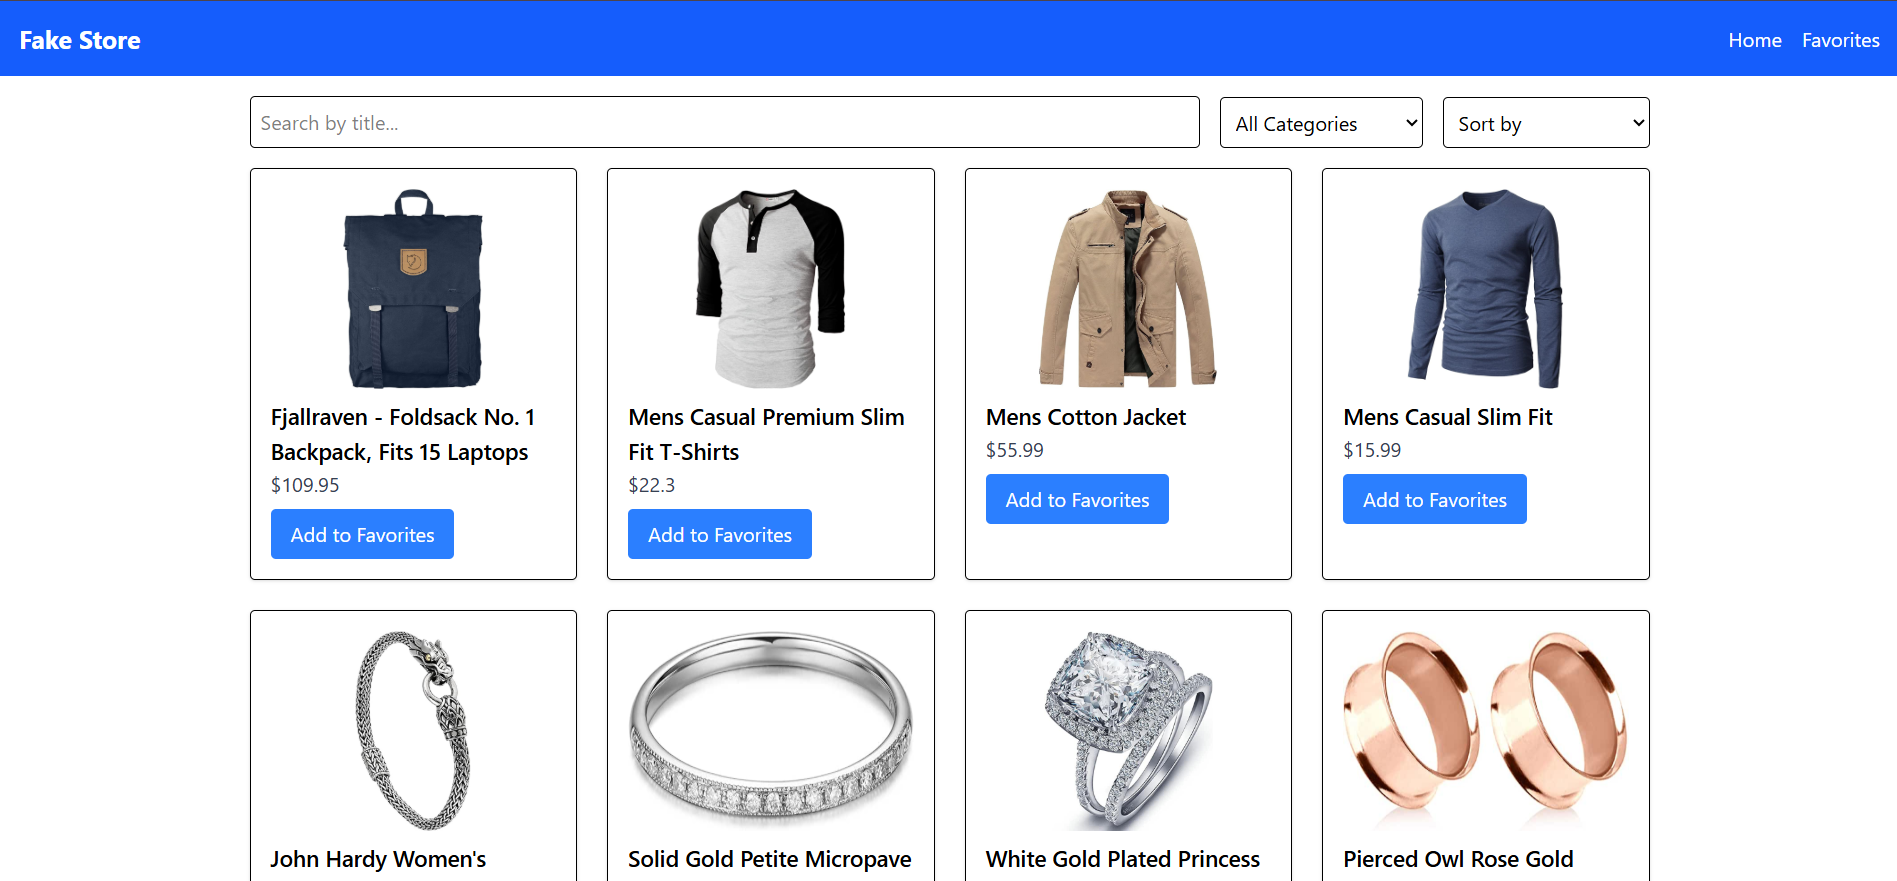 Fake Store
Home
Favorites
Search by title...
All Categories
Sort by
Fjallraven - Foldsack No. 1
Backpack, Fits 15 Laptops
$109.95
Add to Favorites
Mens Casual Premium Slim
Fit T-Shirts
$22.3
Add to Favorites
Mens Cotton Jacket
$55.99
Add to Favorites
Mens Casual Slim Fit
$15.99
Add to Favorites
John Hardy Women's
Solid Gold Petite Micropave
White Gold Plated Princess
Pierced Owl Rose Gold